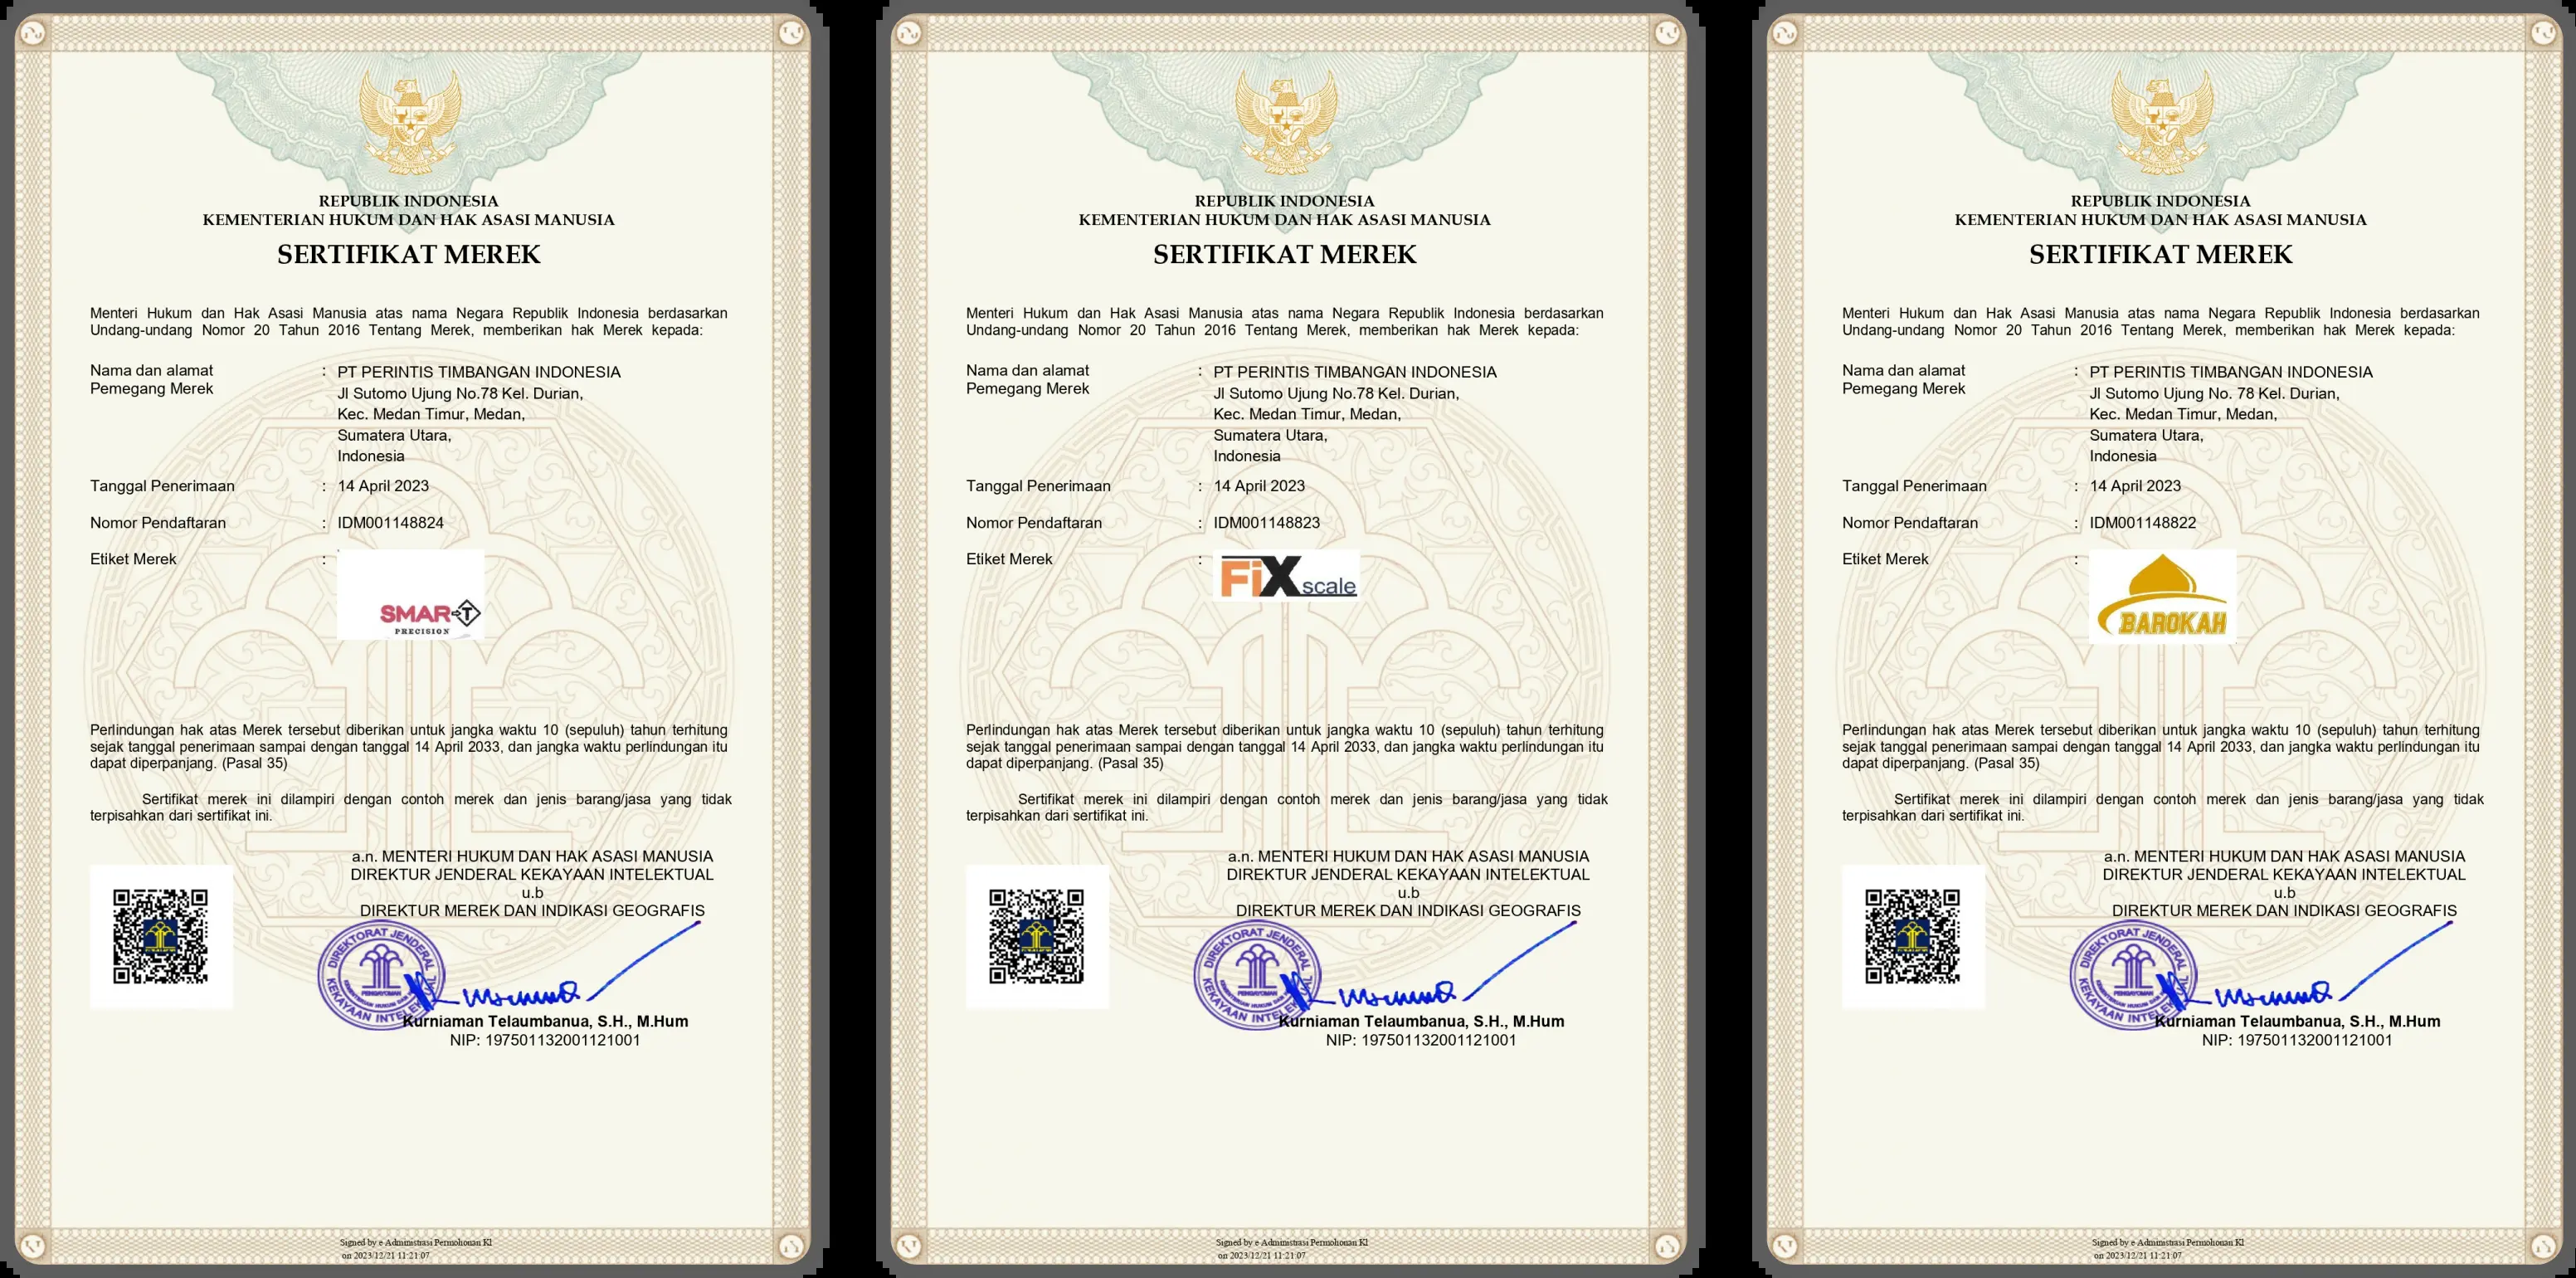 REPUBLIK INDONESIA
KEMENTERIAN HUKUM DAN HAK ASASI MANUSIA
SERTIFIKAT MEREK
Menteri Hukum dan Hak Asasi Manusia atas nama Negara Republik Indonesia berdasarkan
Undang-undang Nomor 20 Tahun 2016 Tentang Merek, memberikan hak Merek kepada:
Nama dan alamat : PT PERINTIS TIMBANGAN INDONESIA
Pemegang Merek
Jl Sutomo Ujung No.78 Kel. Durian,
Kec. Medan Timur, Medan,
Sumatera Utara,
Indonesia
Tanggal Penerimaan : 14 April 2023
Nomor Pendaftaran : IDM001148824
Etiket Merek :
SMAR-T
PRECISION
Perlindungan hak atas Merek tersebut diberikan untuk jangka waktu 10 (sepuluh) tahun terhitung
sejak tanggal penerimaan sampai dengan tanggal 14 April 2033, dan jangka waktu perlindungan itu
dapat diperpanjang. (Pasal 35)
Sertifikat merek ini dilampiri dengan contoh merek dan jenis barang/jasa yang tidak
terpisahkan dari sertifikat ini.
a.n. MENTERI HUKUM DAN HAK ASASI MANUSIA
DIREKTUR JENDERAL KEKAYAAN INTELEKTUAL
u.b
DIREKTUR MEREK DAN INDIKASI GEOGRAFIS
DIREKTORAT JENDERAL
PENGAYOMAN
KEKAYAAN INTELEK
Kurniaman Telaumbanua, S.H., M.Hum
NIP: 197501132001121001
Signed by e Administrasi Permohonan KI
on 2023/12/21 11:21:07
REPUBLIK INDONESIA
KEMENTERIAN HUKUM DAN HAK ASASI MANUSIA
SERTIFIKAT MEREK
Menteri Hukum dan Hak Asasi Manusia atas nama Negara Republik Indonesia berdasarkan
Undang-undang Nomor 20 Tahun 2016 Tentang Merek, memberikan hak Merek kepada:
Nama dan alamat : PT PERINTIS TIMBANGAN INDONESIA
Pemegang Merek
Jl Sutomo Ujung No.78 Kel. Durian,
Kec. Medan Timur, Medan,
Sumatera Utara,
Indonesia
Tanggal Penerimaan : 14 April 2023
Nomor Pendaftaran : IDM001148823
Etiket Merek :
FiX scale
Perlindungan hak atas Merek tersebut diberikan untuk jangka waktu 10 (sepuluh) tahun terhitung
sejak tanggal penerimaan sampai dengan tanggal 14 April 2033, dan jangka waktu perlindungan itu
dapat diperpanjang. (Pasal 35)
Sertifikat merek ini dilampiri dengan contoh merek dan jenis barang/jasa yang tidak
terpisahkan dari sertifikat ini.
a.n. MENTERI HUKUM DAN HAK ASASI MANUSIA
DIREKTUR JENDERAL KEKAYAAN INTELEKTUAL
u.b
DIREKTUR MEREK DAN INDIKASI GEOGRAFIS
DIREKTORAT JENDERAL
PENGAYOMAN
KEKAYAAN INTELEK
Kurniaman Telaumbanua, S.H., M.Hum
NIP: 197501132001121001
Signed by e Administrasi Permohonan KI
on 2023/12/21 11:21:07
REPUBLIK INDONESIA
KEMENTERIAN HUKUM DAN HAK ASASI MANUSIA
SERTIFIKAT MEREK
Menteri Hukum dan Hak Asasi Manusia atas nama Negara Republik Indonesia berdasarkan
Undang-undang Nomor 20 Tahun 2016 Tentang Merek, memberikan hak Merek kepada:
Nama dan alamat : PT PERINTIS TIMBANGAN INDONESIA
Pemegang Merek
Jl Sutomo Ujung No. 78 Kel. Durian,
Kec. Medan Timur, Medan,
Sumatera Utara,
Indonesia
Tanggal Penerimaan : 14 April 2023
Nomor Pendaftaran : IDM001148822
Etiket Merek :
BAROKAH
Perlindungan hak atas Merek tersebut diberikan untuk jangka waktu 10 (sepuluh) tahun terhitung
sejak tanggal penerimaan sampai dengan tanggal 14 April 2033, dan jangka waktu perlindungan itu
dapat diperpanjang. (Pasal 35)
Sertifikat merek ini dilampiri dengan contoh merek dan jenis barang/jasa yang tidak
terpisahkan dari sertifikat ini.
a.n. MENTERI HUKUM DAN HAK ASASI MANUSIA
DIREKTUR JENDERAL KEKAYAAN INTELEKTUAL
u.b
DIREKTUR MEREK DAN INDIKASI GEOGRAFIS
DIREKTORAT JENDERAL
PENGAYOMAN
KEKAYAAN INTELEK
Kurniaman Telaumbanua, S.H., M.Hum
NIP: 197501132001121001
Signed by e Administrasi Permohonan KI
on 2023/12/21 11:21:07